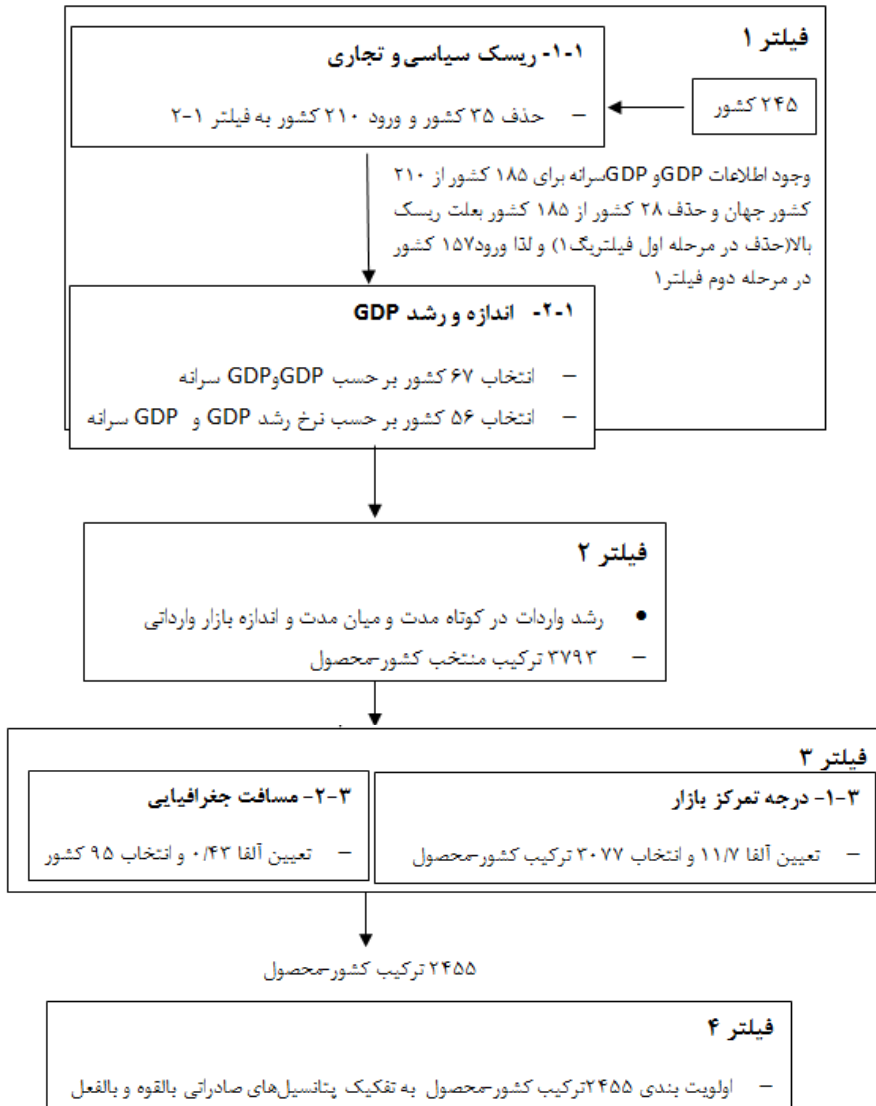 فیلتر ۱
۱-۱- ریسک سیاسی و تجاری
۲۴۵ کشور
– حذف ۳۵ کشور و ورود ۲۱۰ کشور به فیلتر ۱-۲
وجود اطلاعات GDPو GDPسرانه برای ۱۸۵ کشور از ۲۱۰
کشور جهان و حذف ۲۸ کشور از ۱۸۵ کشور بعلت ریسک
بالا(حذف در مرحله اول فیلتریگ۱) و لذا ورود۱۵۷ کشور
در مرحله دوم فیلتر۱
۲-۱- اندازه و رشد GDP
– انتخاب ۶۷ کشور بر حسب GDPوGDP سرانه
– انتخاب ۵۶ کشور بر حسب نرخ رشد GDP و GDP سرانه
فیلتر ۲
• رشد واردات در کوتاه مدت و میان مدت و اندازه بازار وارداتی
– ۳۷۹۳ ترکیب منتخب کشور-محصول
فیلتر ۳
۱-۳- درجه تمرکز بازار
– تعیین آلفا ۱۱/۷ و انتخاب ۳۰۷۷ ترکیب کشور-محصول
۲-۳- مسافت جغرافیایی
– تعیین آلفا ۰/۴۳ و انتخاب ۹۵ کشور
۲۴۵۵ ترکیب کشور-محصول
فیلتر ۴
– اولویت بندی ۲۴۵۵ترکیب کشور-محصول به تفکیک پتانسیل‌های صادراتی بالقوه و بالفعل